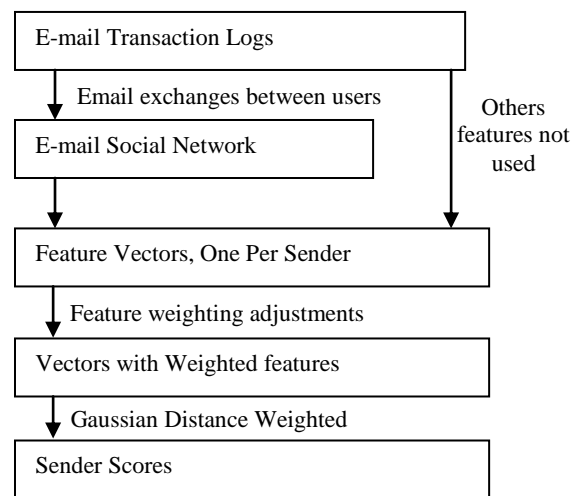 E-mail Transaction Logs
Email exchanges between users
Others
features not
used
E-mail Social Network
Feature Vectors, One Per Sender
Feature weighting adjustments
Vectors with Weighted features
Gaussian Distance Weighted
Sender Scores